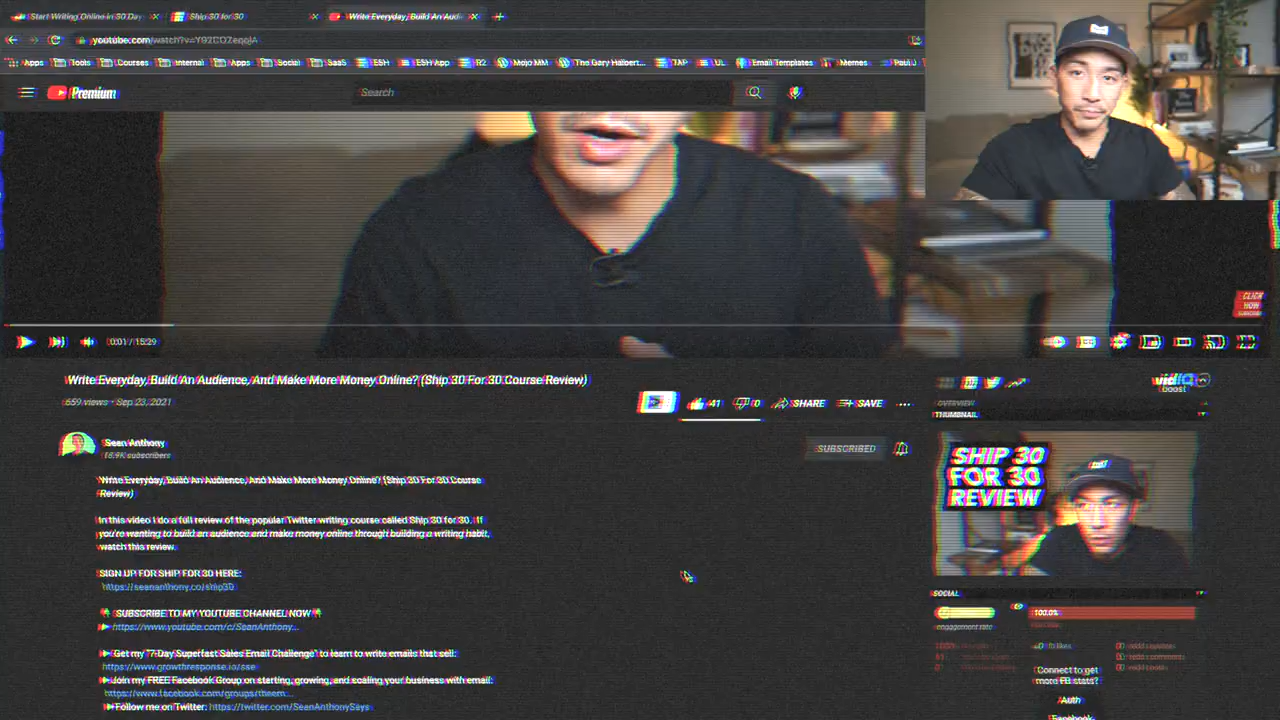 Start Writing Online in 30 Day
Ship 30 for 30
Write Everyday, Build An Audi
youtube.com/watch?v=
Apps Tools Courses Internal Apps Social SaaS ESH ESH App R2 Mojo MM The Gary Halbert... TAP UL Email Templates Memes Paul J
Premium
Search
CLICK
NOW
SUBSCRIBE
0:01 / 15:29
Write Everyday, Build An Audience, And Make More Money Online? (Ship 30 For 30 Course Review)
659 views • Sep 23, 2021
41 0 SHARE SAVE ...
vidIQ
boost
OVERVIEW
THUMBNAIL
Sean Anthony
SUBSCRIBED
SHIP 30
FOR 30
REVIEW
Write Everyday, Build An Audience, And Make More Money Online? (Ship 30 For 30 Course
Review)
In this video I do a full review of the popular Twitter writing course called Ship 30 for 30. If
you're wanting to build an audience and make money online through building a writing habit,
watch this review.
SIGN UP FOR SHIP FOR 30 HERE:
https://seananthony.co/ship30
SUBSCRIBE TO MY YOUTUBE CHANNEL NOW
https://www.youtube.com/c/SeanAnthony...
Get my "7-Day Superfast Sales Email Challenge" to learn to write emails that sell:
https://www.growthresponse.io/sse
Join my FREE Facebook Group on starting, growing, and scaling your business with email:
https://www.facebook.com/groups/theem...
Follow me on Twitter: https://twitter.com/SeanAnthonySays
SOCIAL
100.0%
engagement rate
Connect to get
more FB stats?
Auth
Facebook